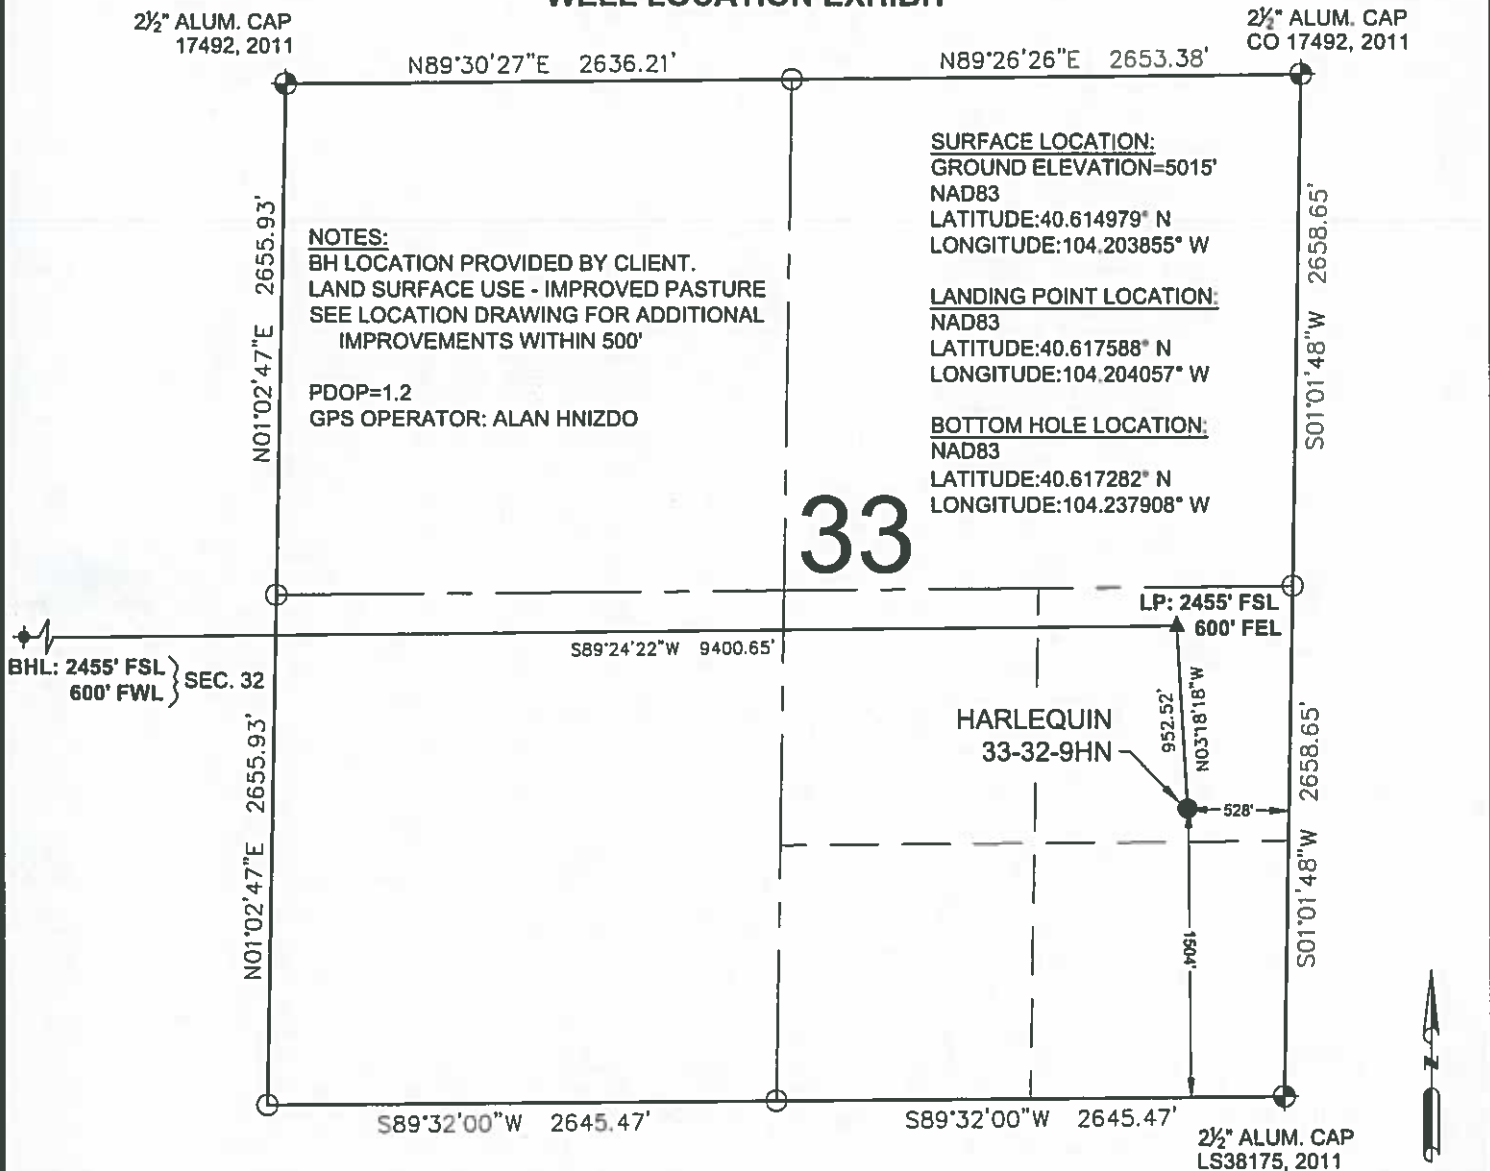 WELL LOCATION EXHIBIT
2½" ALUM. CAP
17492, 2011
2½" ALUM. CAP
CO 17492, 2011
N89°30'27"E 2636.21'
N89°26'26"E 2653.38'
N01°02'47"E 2655.93'
NOTES:
BH LOCATION PROVIDED BY CLIENT.
LAND SURFACE USE - IMPROVED PASTURE
SEE LOCATION DRAWING FOR ADDITIONAL
IMPROVEMENTS WITHIN 500'
PDOP=1.2
GPS OPERATOR: ALAN HNIZDO
SURFACE LOCATION:
GROUND ELEVATION=5015'
NAD83
LATITUDE:40.614979° N
LONGITUDE:104.203855° W
LANDING POINT LOCATION:
NAD83
LATITUDE:40.617588° N
LONGITUDE:104.204057° W
BOTTOM HOLE LOCATION:
NAD83
LATITUDE:40.617282° N
LONGITUDE:104.237908° W
S01°01'48"W 2658.65'
33
LP: 2455' FSL
600' FEL
S89°24'22"W 9400.65'
BHL: 2455' FSL
600' FWL
SEC. 32
952.52'
N03°18'18"W
HARLEQUIN
33-32-9HN
528'
N01°02'47"E 2655.93'
S01°01'48"W 2658.65'
1504'
N
S89°32'00"W 2645.47'
S89°32'00"W 2645.47'
2½" ALUM. CAP
LS38175, 2011